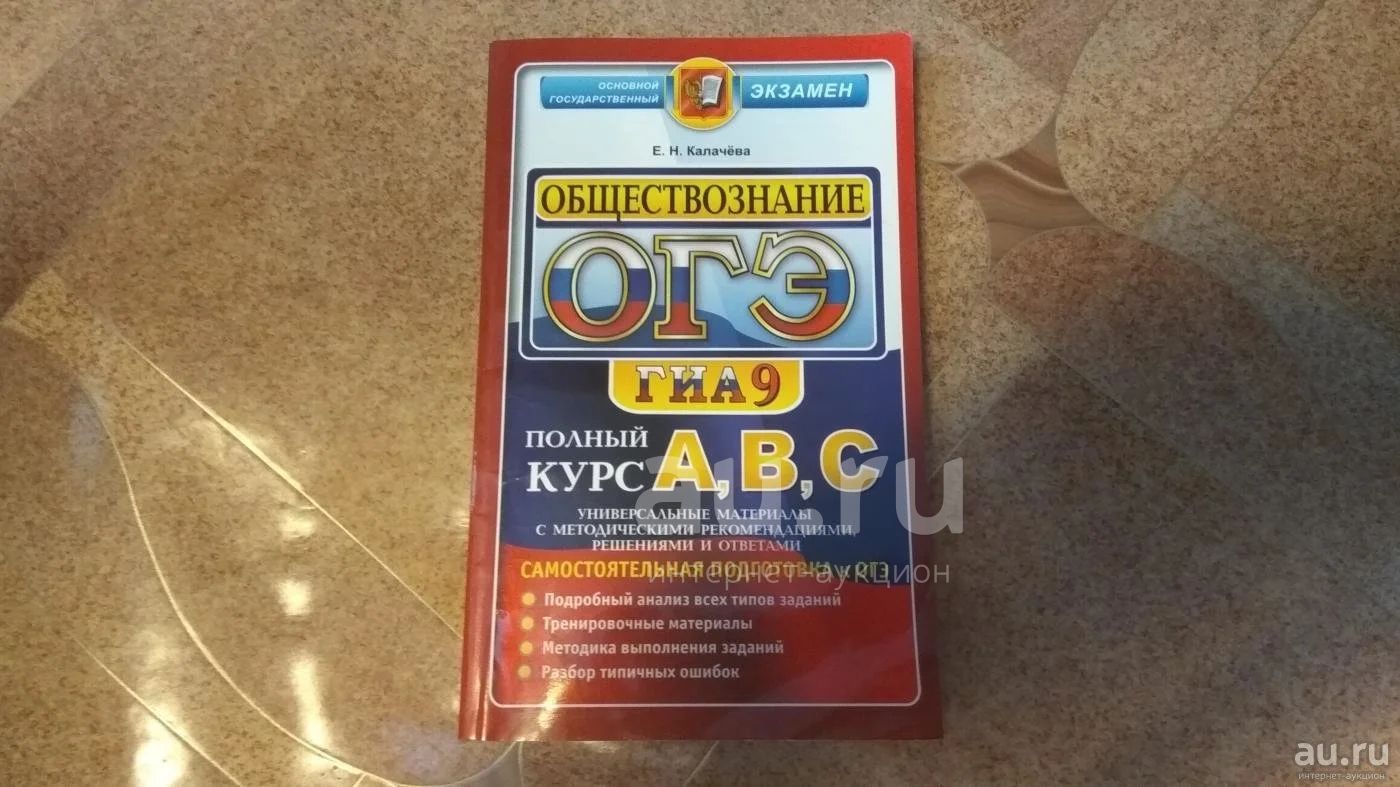 ОСНОВНОЙ
ГОСУДАРСТВЕННЫЙ
ЭКЗАМЕН
Е. Н. Калачёва
ОБЩЕСТВОЗНАНИЕ
ОГЭ
ГИА 9
ПОЛНЫЙ
КУРС А, В, С
УНИВЕРСАЛЬНЫЕ МАТЕРИАЛЫ
С МЕТОДИЧЕСКИМИ РЕКОМЕНДАЦИЯМИ,
РЕШЕНИЯМИ И ОТВЕТАМИ
САМОСТОЯТЕЛЬНАЯ ПОДГОТОВКА К ОГЭ
Подробный анализ всех типов заданий
Тренировочные материалы
Методика выполнения заданий
Разбор типичных ошибок
au.ru
интернет-аукцион
au.ru
интернет-аукцион